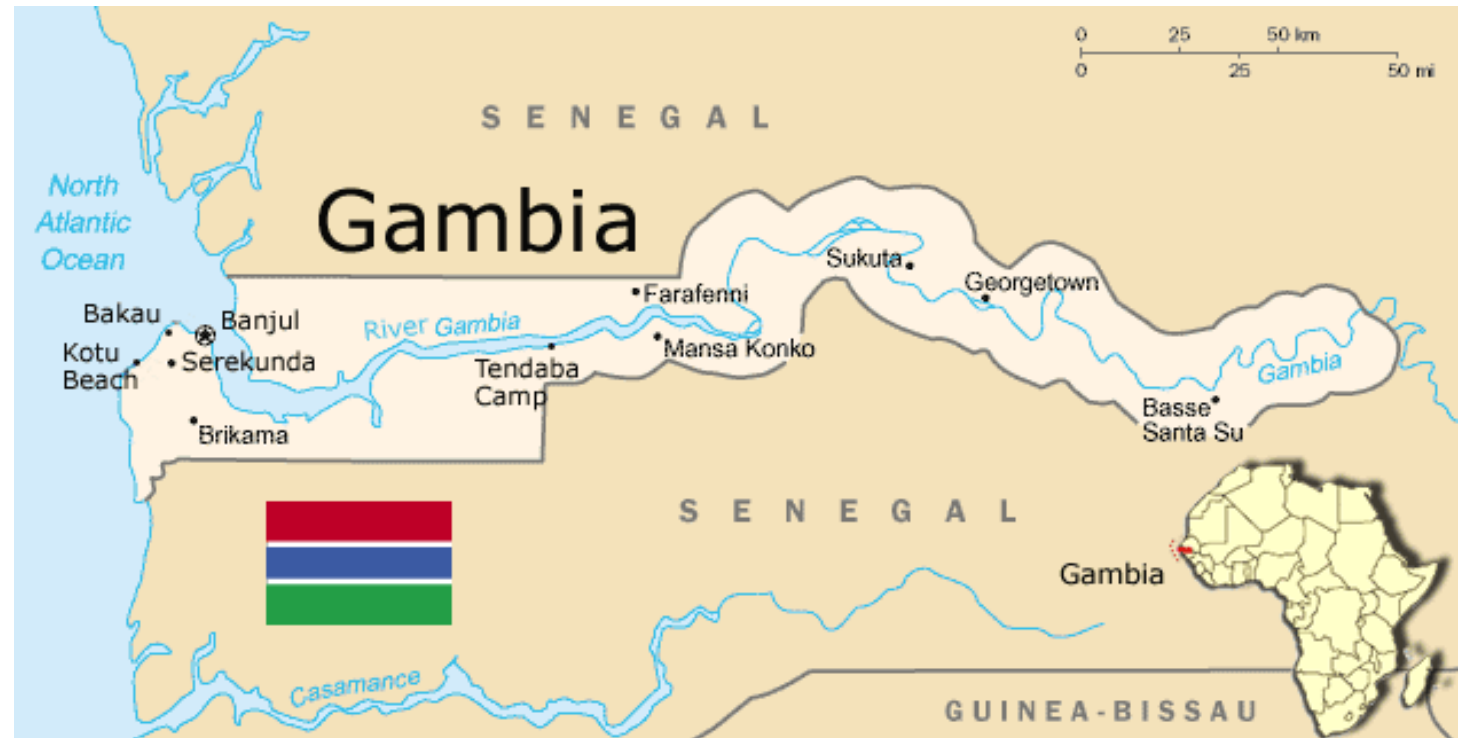 0 25 50 km
0 25 50 mi
SENEGAL
North
Atlantic
Ocean
Gambia
Sukuta
Georgetown
Farafenni
Bakau
Banjul
River Gambia
Kotu
Beach
Serekunda
Mansa Konko
Tendaba
Camp
Gambia
Basse
Santa Su
Brikama
SENEGAL
Gambia
Casamance
GUINEA-BISSAU